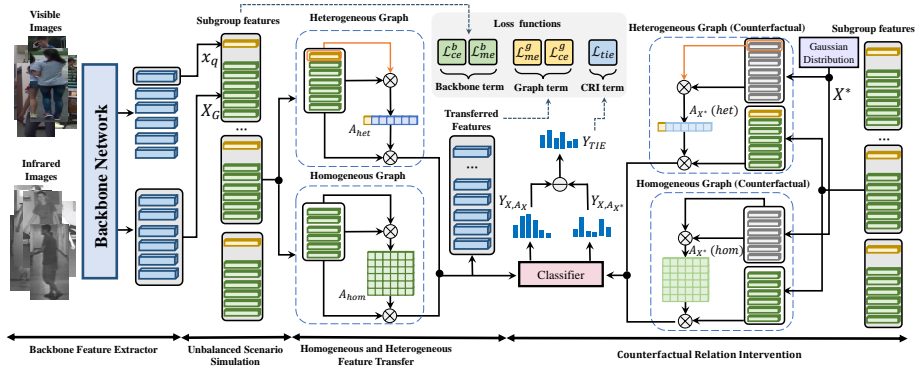 Visible
Images
Infrared
Images
Backbone Network
Subgroup features
x_q
X_G
...
Heterogeneous Graph
A_het
Homogeneous Graph
A_hom
Loss functions
L^b_ce
L^b_me
L^g_me
L^g_ce
L_tie
Backbone term
Graph term
CRI term
Transferred
Features
...
Y_TIE
Y_X,A_X
Y_X,A_X*
Classifier
Heterogeneous Graph (Counterfactual)
A_X* (het)
Homogeneous Graph (Counterfactual)
A_X* (hom)
Gaussian
Distribution
X*
Subgroup features
...
Backbone Feature Extractor
Unbalanced Scenario
Simulation
Homogeneous and Heterogeneous
Feature Transfer
Counterfactual Relation Intervention